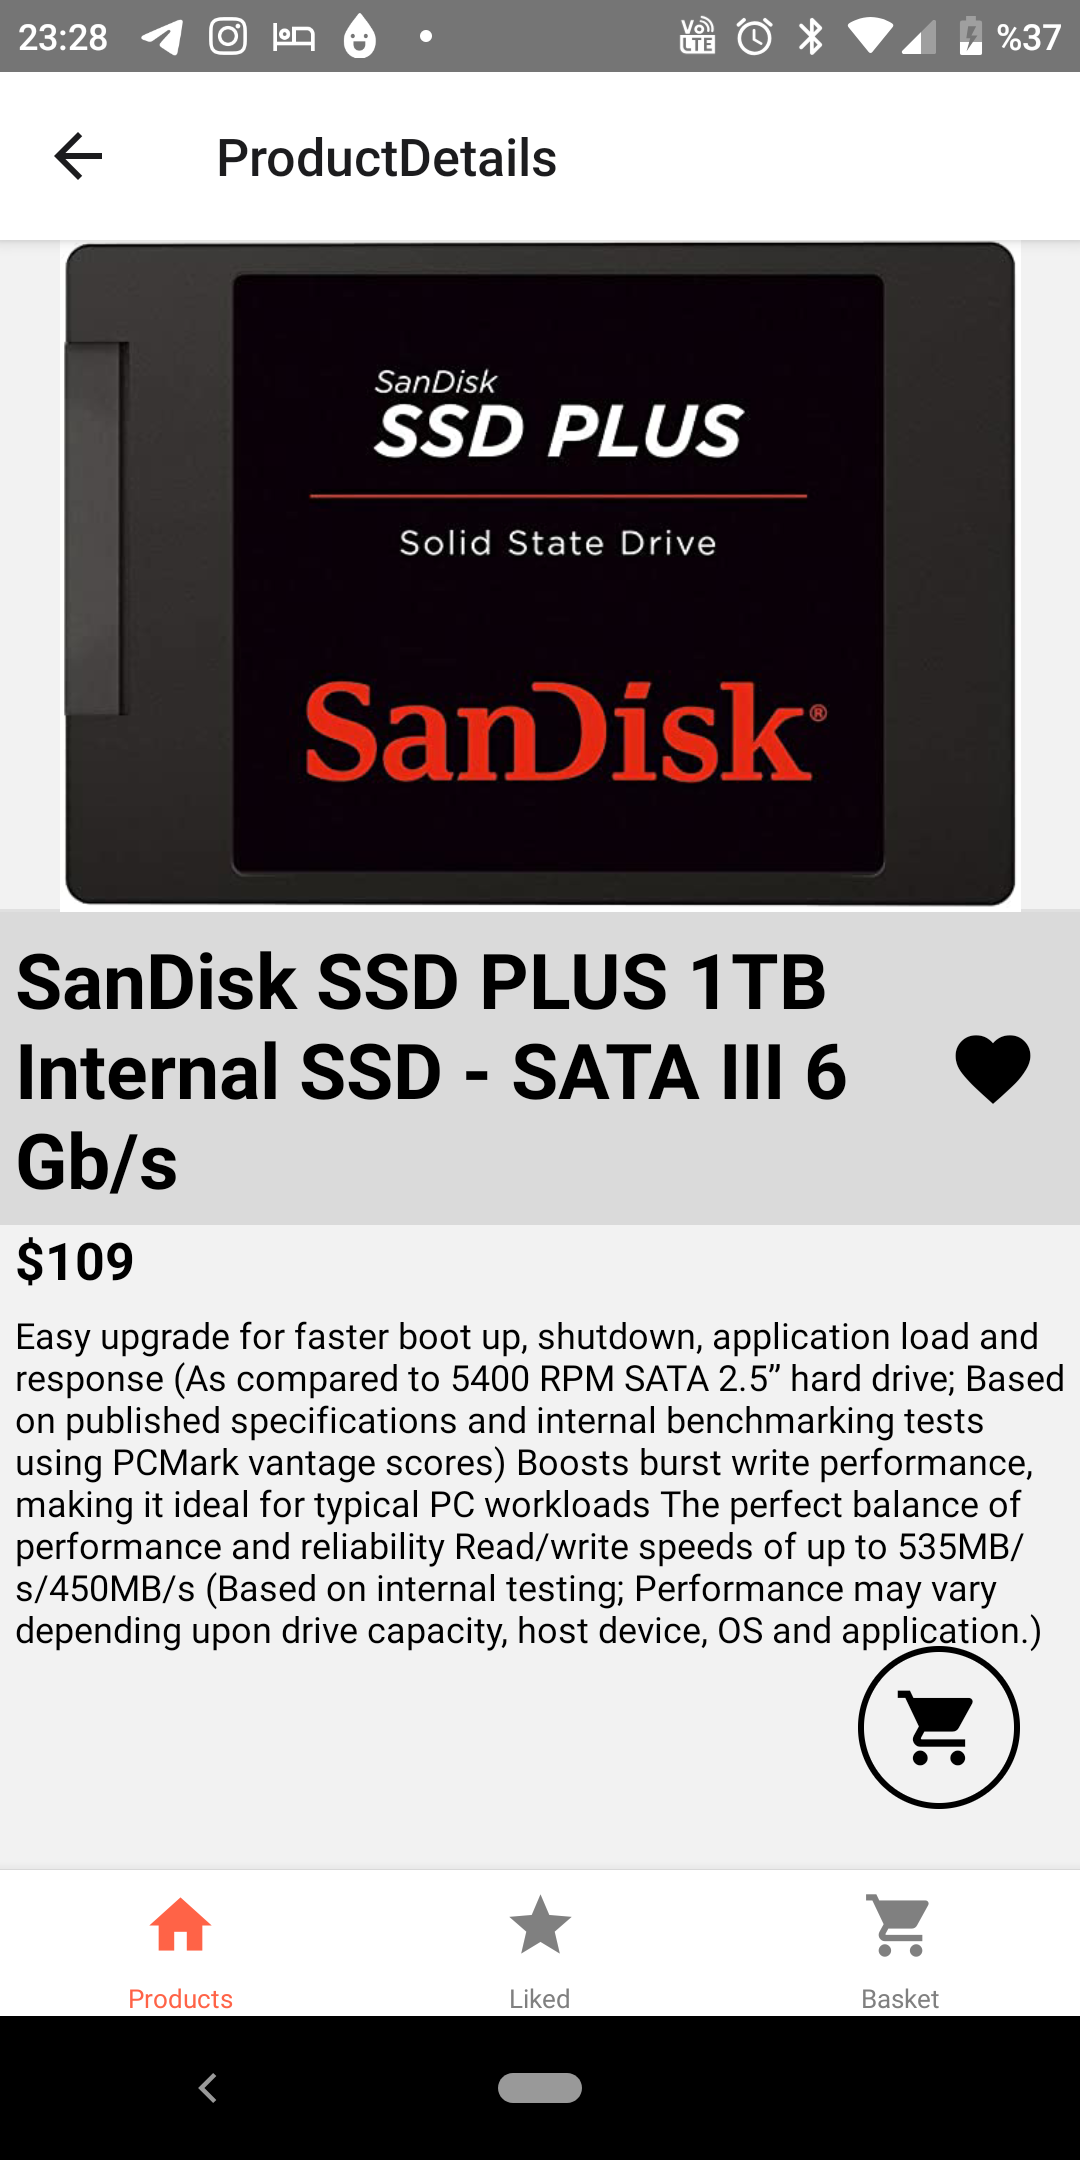 23:28
Vo LTE
%37
ProductDetails
SanDisk
SSD PLUS
Solid State Drive
SanDisk®
SanDisk SSD PLUS 1TB
Internal SSD - SATA III 6
Gb/s
$109
Easy upgrade for faster boot up, shutdown, application load and
response (As compared to 5400 RPM SATA 2.5” hard drive; Based
on published specifications and internal benchmarking tests
using PCMark vantage scores) Boosts burst write performance,
making it ideal for typical PC workloads The perfect balance of
performance and reliability Read/write speeds of up to 535MB/
s/450MB/s (Based on internal testing; Performance may vary
depending upon drive capacity, host device, OS and application.)
Products
Liked
Basket